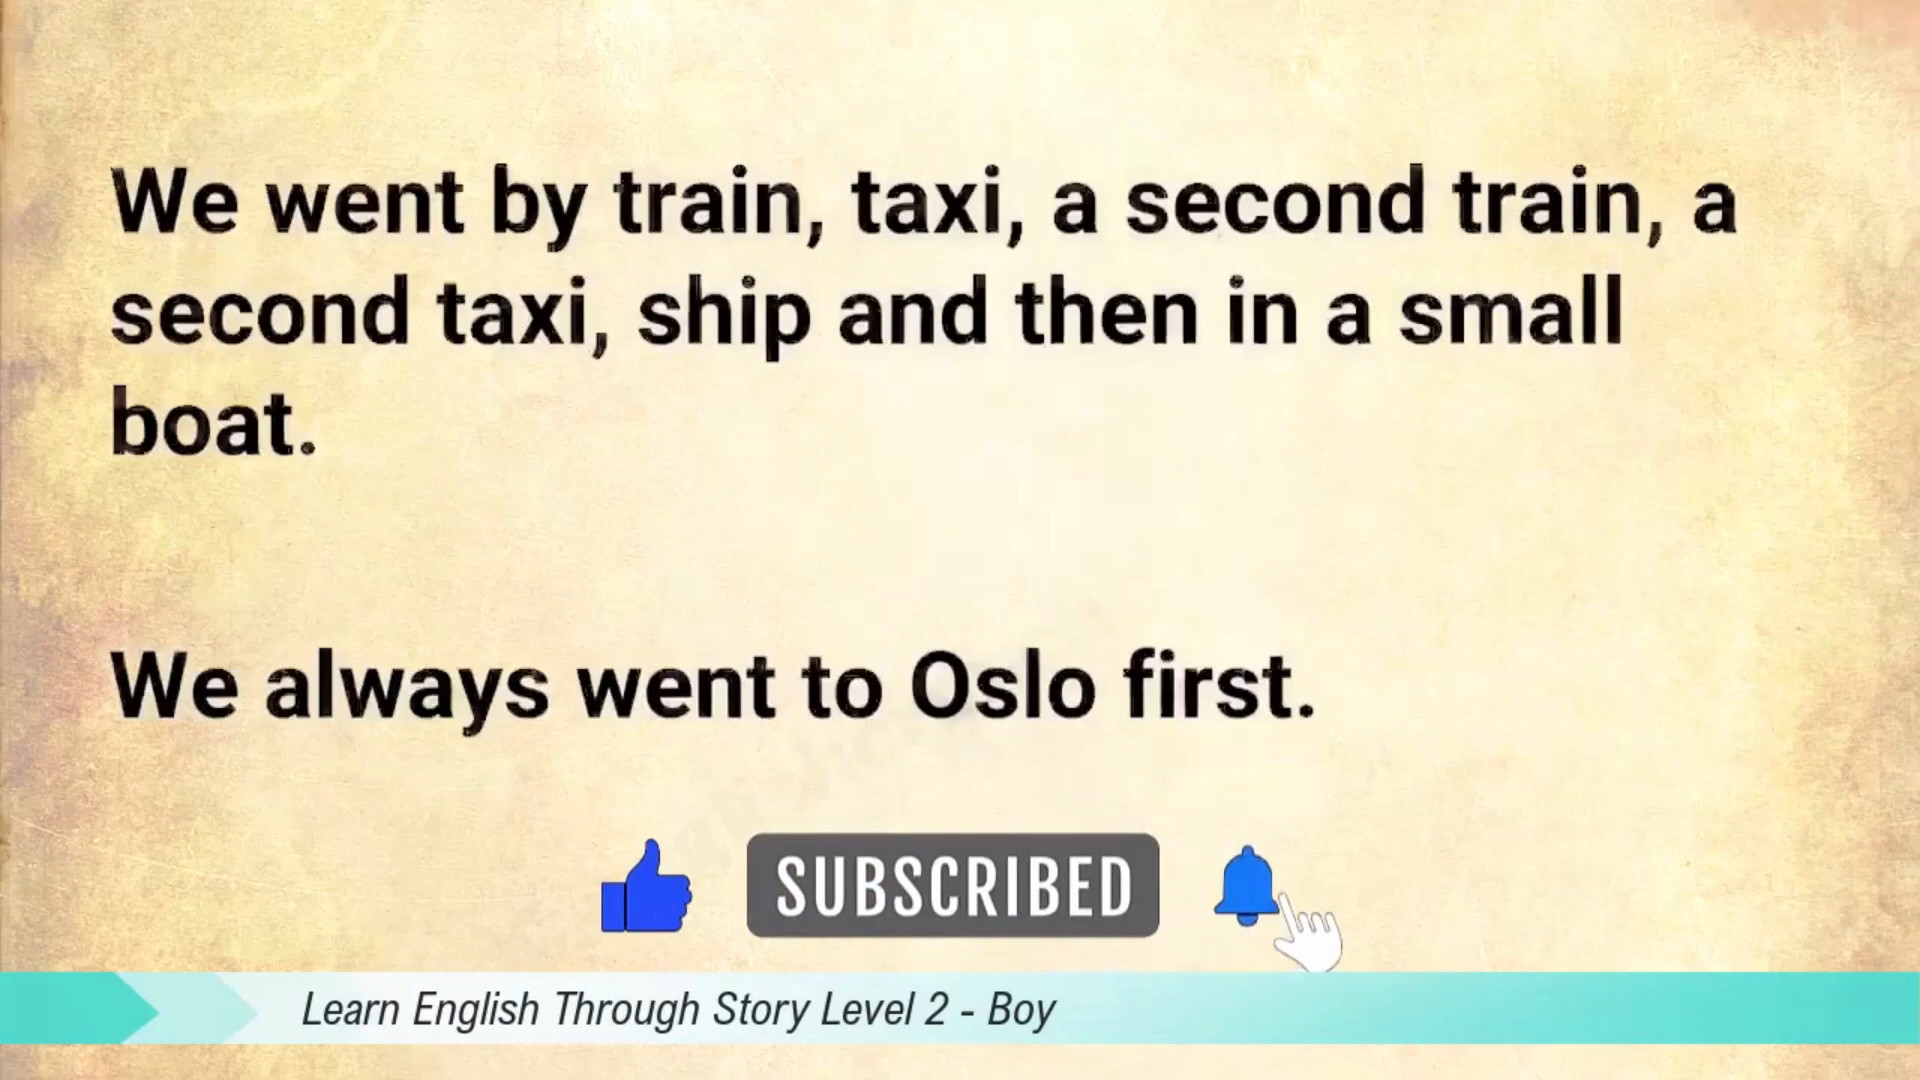 We went by train, taxi, a second train, a
second taxi, ship and then in a small
boat.
We always went to Oslo first.
SUBSCRIBED
Learn English Through Story Level 2 - Boy